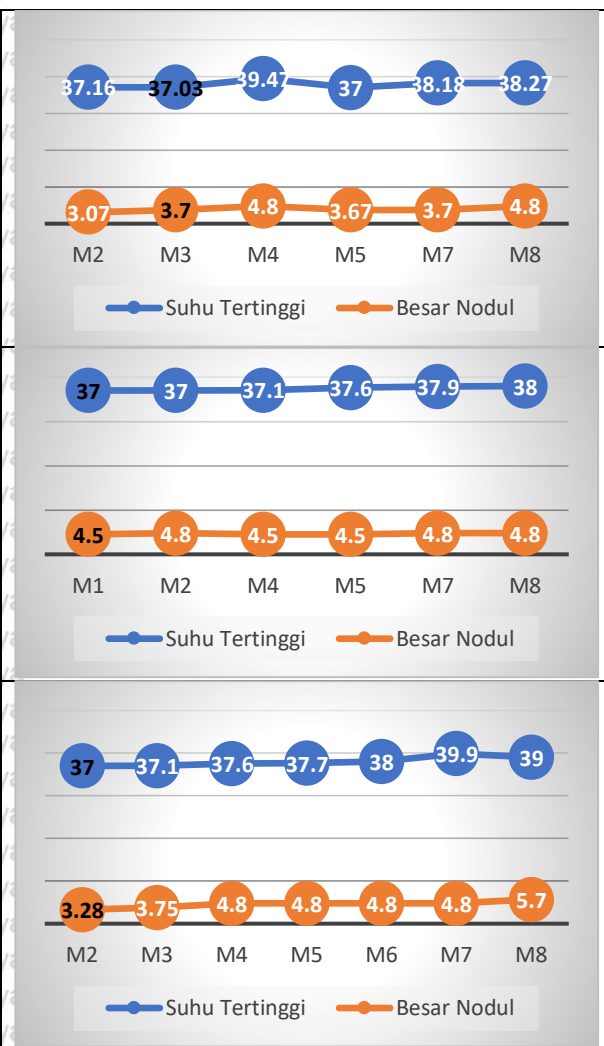 37.16 37.03 39.47 37 38.18 38.27
3.07 3.7 4.8 3.67 3.7 4.8
M2 M3 M4 M5 M7 M8
Suhu Tertinggi Besar Nodul
37 37 37.1 37.6 37.9 38
4.5 4.8 4.5 4.5 4.8 4.8
M1 M2 M4 M5 M7 M8
Suhu Tertinggi Besar Nodul
37 37.1 37.6 37.7 38 39.9 39
3.28 3.75 4.8 4.8 4.8 4.8 5.7
M2 M3 M4 M5 M6 M7 M8
Suhu Tertinggi Besar Nodul